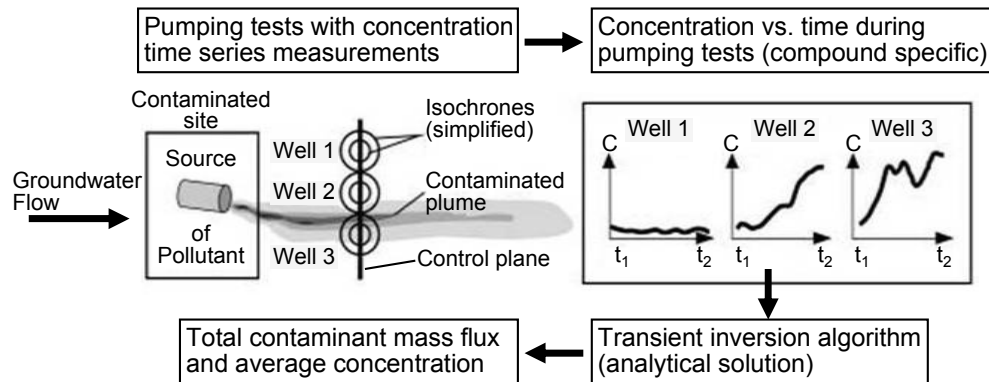 Pumping tests with concentration
time series measurements
Concentration vs. time during
pumping tests (compound specific)
Contaminated
site
Source
of
Pollutant
Groundwater
Flow
Isochrones
(simplified)
Well 1
Well 2
Well 3
Contaminated
plume
Control plane
Well 1
C
t₁
t₂
Well 2
C
t₁
t₂
Well 3
C
t₁
t₂
Total contaminant mass flux
and average concentration
Transient inversion algorithm
(analytical solution)